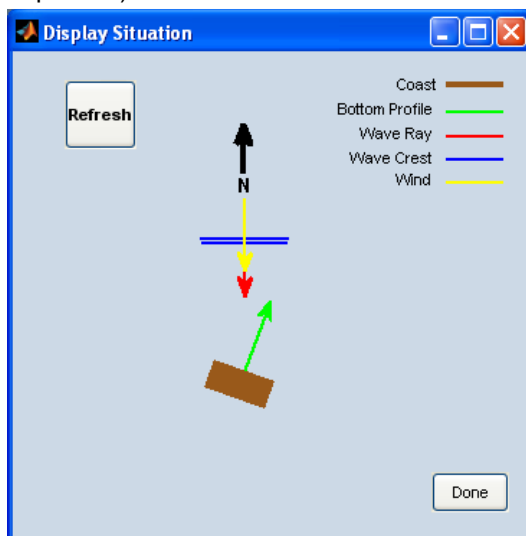 Display Situation
Refresh
Coast
Bottom Profile
Wave Ray
Wave Crest
Wind
N
Done